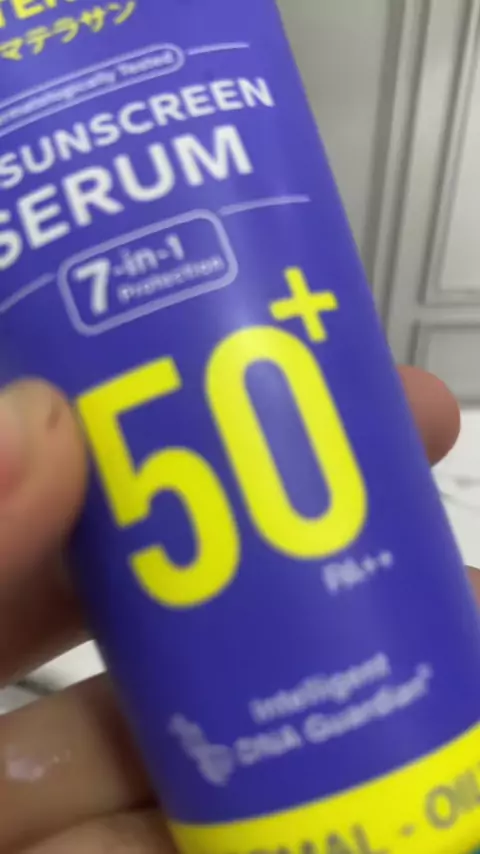 マテラサン
Dermatologically Tested
SUNSCREEN
SERUM
7-in-1
Protection
50+
PA++
Intelligent
DNA Guardian